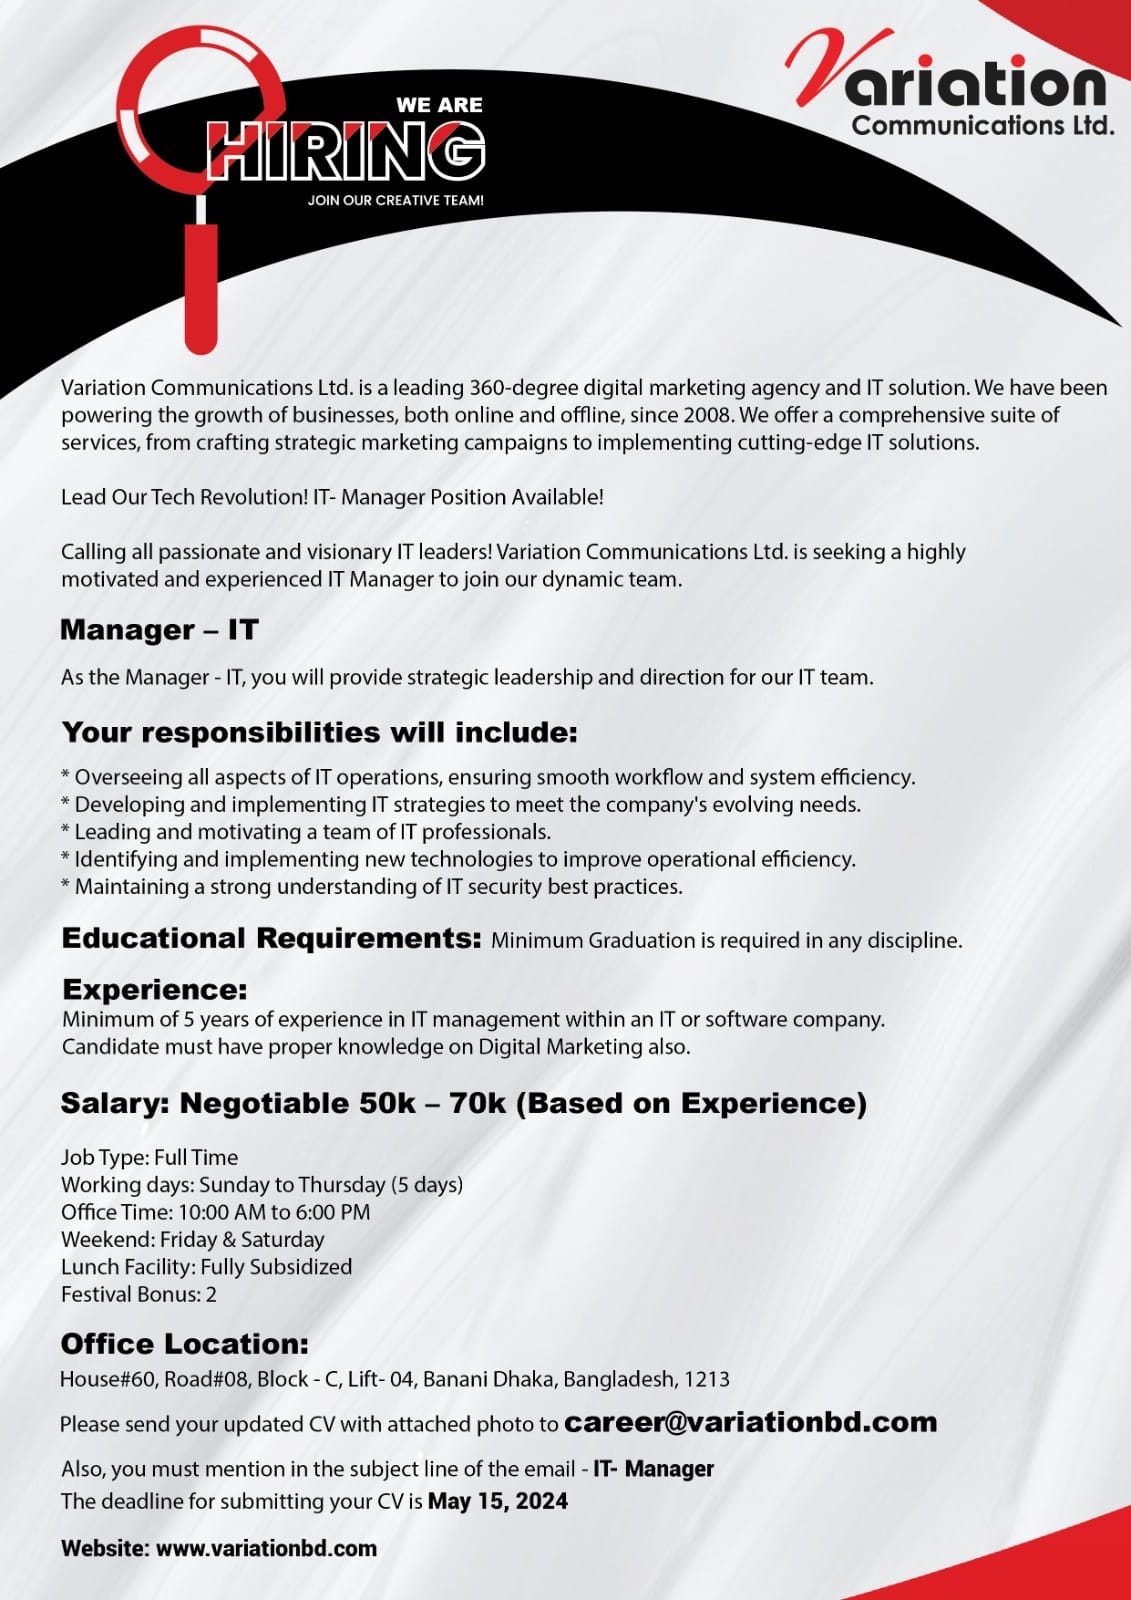 WE ARE
HIRING
JOIN OUR CREATIVE TEAM!
Variation
Communications Ltd.
Variation Communications Ltd. is a leading 360-degree digital marketing agency and IT solution. We have been
powering the growth of businesses, both online and offline, since 2008. We offer a comprehensive suite of
services, from crafting strategic marketing campaigns to implementing cutting-edge IT solutions.
Lead Our Tech Revolution! IT- Manager Position Available!
Calling all passionate and visionary IT leaders! Variation Communications Ltd. is seeking a highly
motivated and experienced IT Manager to join our dynamic team.
Manager – IT
As the Manager - IT, you will provide strategic leadership and direction for our IT team.
Your responsibilities will include:
* Overseeing all aspects of IT operations, ensuring smooth workflow and system efficiency.
* Developing and implementing IT strategies to meet the company's evolving needs.
* Leading and motivating a team of IT professionals.
* Identifying and implementing new technologies to improve operational efficiency.
* Maintaining a strong understanding of IT security best practices.
Educational Requirements: Minimum Graduation is required in any discipline.
Experience:
Minimum of 5 years of experience in IT management within an IT or software company.
Candidate must have proper knowledge on Digital Marketing also.
Salary: Negotiable 50k – 70k (Based on Experience)
Job Type: Full Time
Working days: Sunday to Thursday (5 days)
Office Time: 10:00 AM to 6:00 PM
Weekend: Friday & Saturday
Lunch Facility: Fully Subsidized
Festival Bonus: 2
Office Location:
House#60, Road#08, Block - C, Lift- 04, Banani Dhaka, Bangladesh, 1213
Please send your updated CV with attached photo to career@variationbd.com
Also, you must mention in the subject line of the email - IT- Manager
The deadline for submitting your CV is May 15, 2024
Website: www.variationbd.com